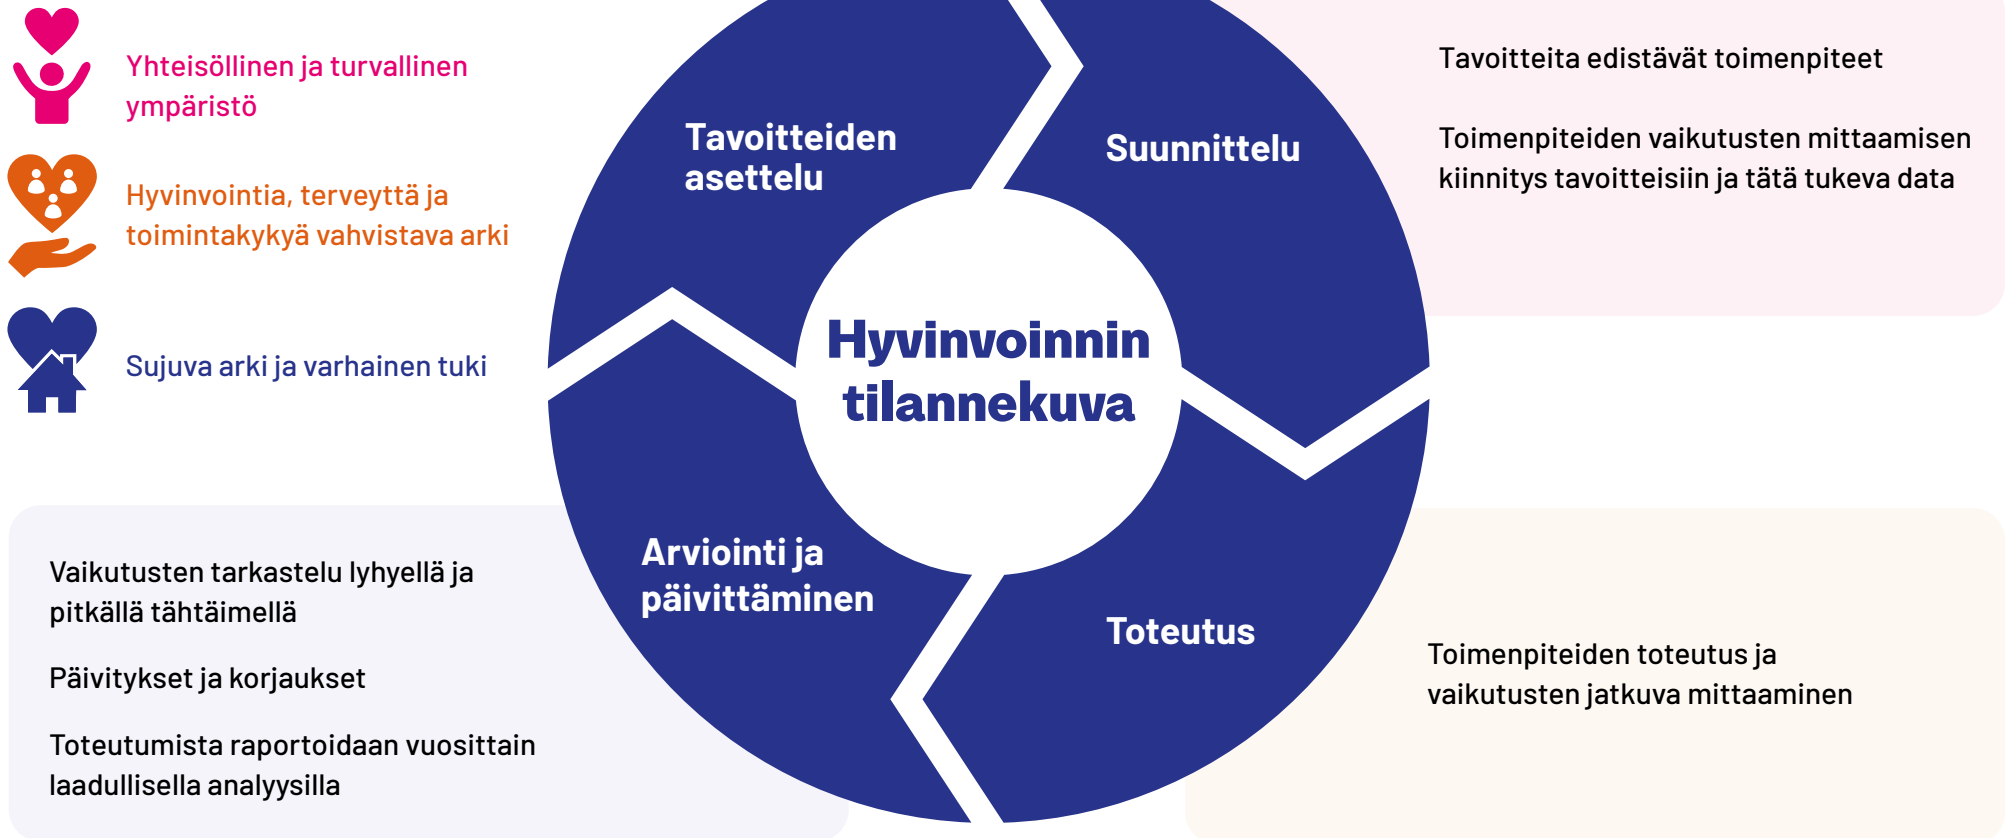 Yhteisöllinen ja turvallinen
ympäristö
Hyvinvointia, terveyttä ja
toimintakykyä vahvistava arki
Sujuva arki ja varhainen tuki
Tavoitteiden
asettelu
Suunnittelu
Tavoitteita edistävät toimenpiteet
Toimenpiteiden vaikutusten mittaamisen
kiinnitys tavoitteisiin ja tätä tukeva data
Hyvinvoinnin
tilannekuva
Arviointi ja
päivittäminen
Toteutus
Vaikutusten tarkastelu lyhyellä ja
pitkällä tähtäimellä
Päivitykset ja korjaukset
Toteutumista raportoidaan vuosittain
laadullisella analyysilla
Toimenpiteiden toteutus ja
vaikutusten jatkuva mittaaminen